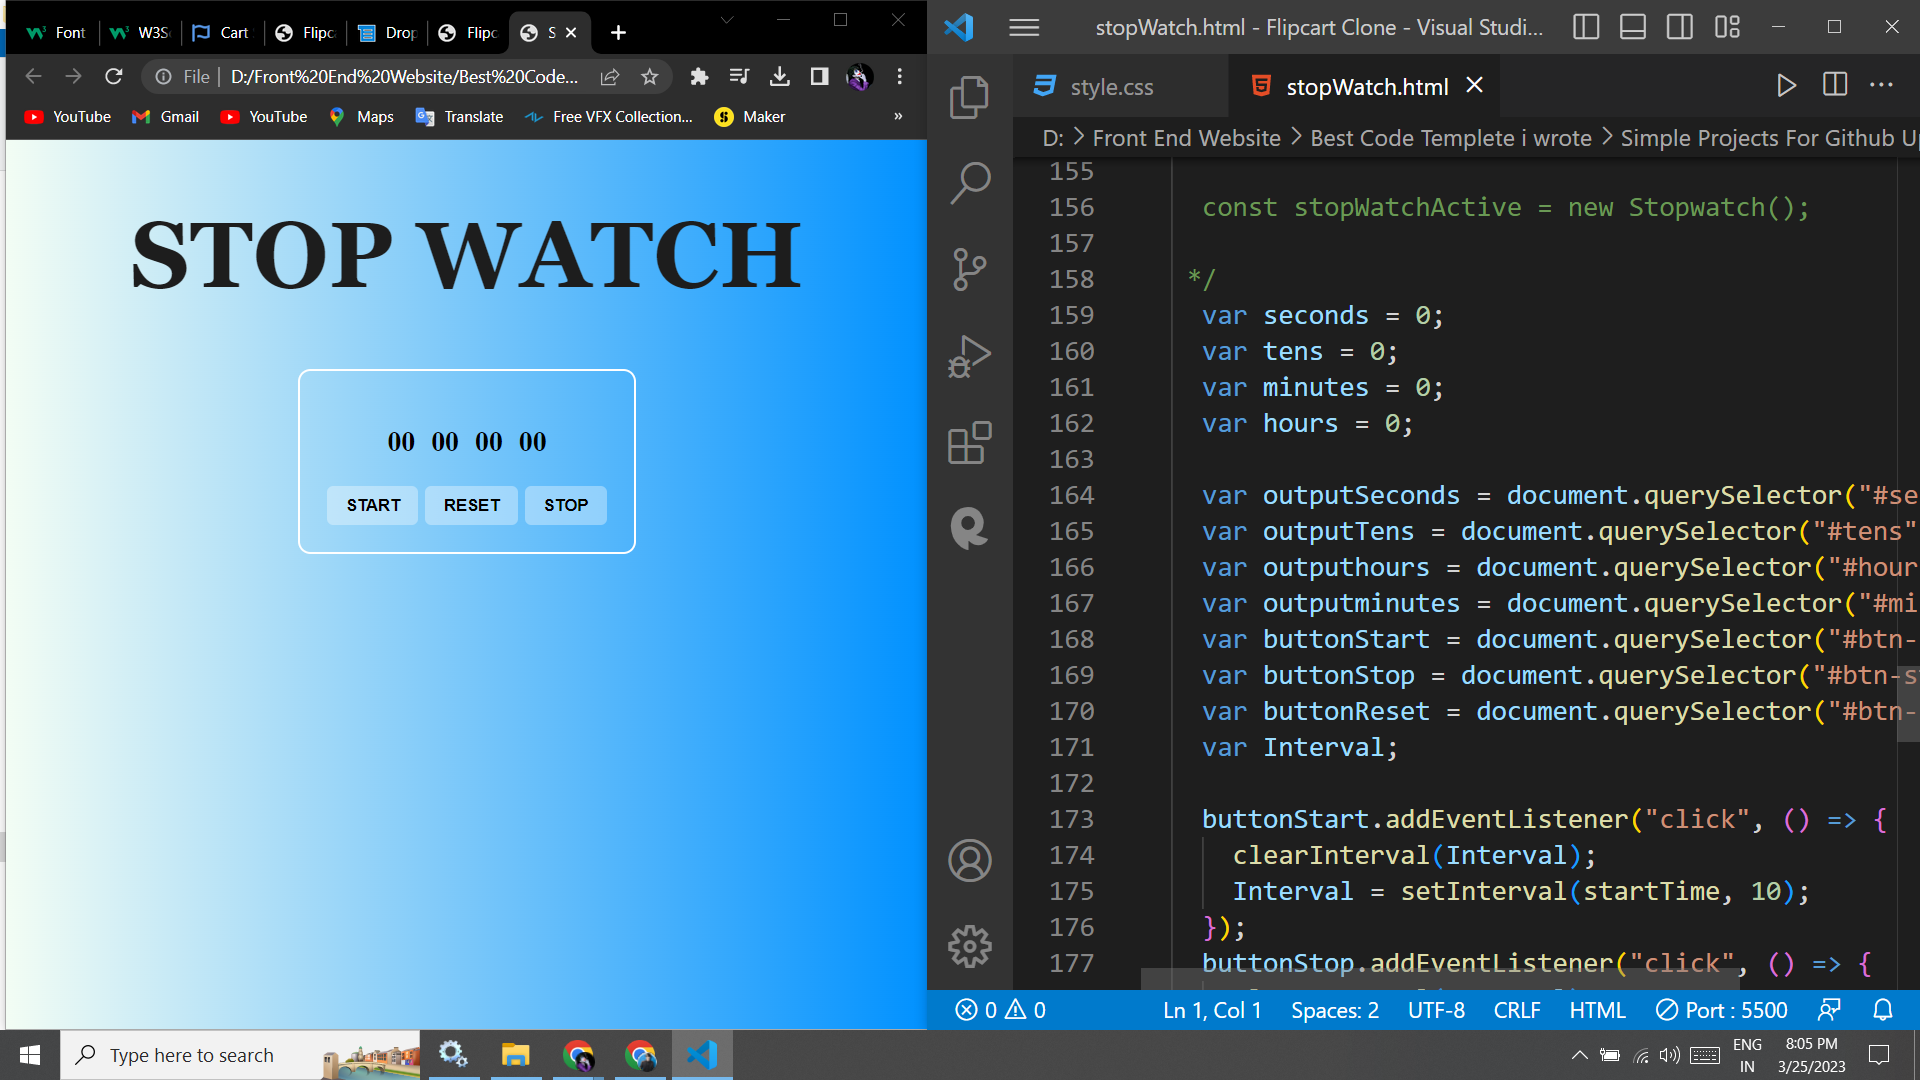 Font
W3S
Cart
Flipc
Drop
Flipc
S
File
D:/Front%20End%20Website/Best%20Code...
YouTube
Gmail
YouTube
Maps
Translate
Free VFX Collection...
Maker
»
STOP WATCH
00 00 00 00
START
RESET
STOP
stopWatch.html - Flipcart Clone - Visual Studi...
style.css
stopWatch.html
D: > Front End Website > Best Code Templete i wrote > Simple Projects For Github Up
155
156 const stopWatchActive = new Stopwatch();
157
158 */
159 var seconds = 0;
160 var tens = 0;
161 var minutes = 0;
162 var hours = 0;
163
164 var outputSeconds = document.querySelector("#se
165 var outputTens = document.querySelector("#tens"
166 var outputhours = document.querySelector("#hour
167 var outputminutes = document.querySelector("#mi
168 var buttonStart = document.querySelector("#btn-
169 var buttonStop = document.querySelector("#btn-s
170 var buttonReset = document.querySelector("#btn-
171 var Interval;
172
173 buttonStart.addEventListener("click", () => {
174 clearInterval(Interval);
175 Interval = setInterval(startTime, 10);
176 });
177 buttonStop.addEventListener("click", () => {
0 0
Ln 1, Col 1
Spaces: 2
UTF-8
CRLF
HTML
Port : 5500
Type here to search
ENG
IN
8:05 PM
3/25/2023